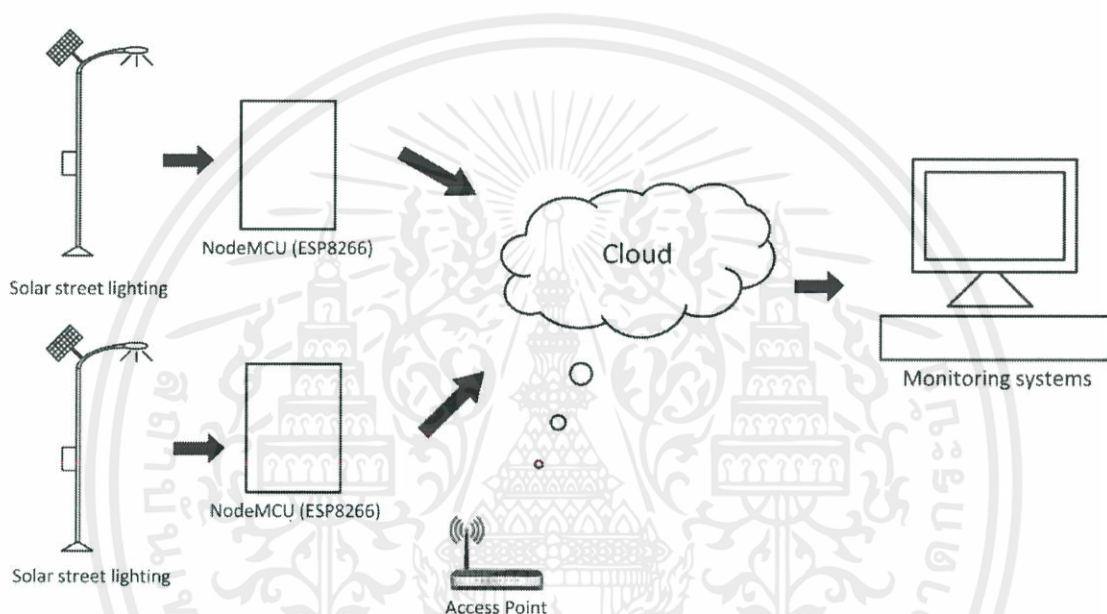 NodeMCU (ESP8266)
Solar street lighting
Cloud
Monitoring systems
NodeMCU (ESP8266)
Solar street lighting
Access Point